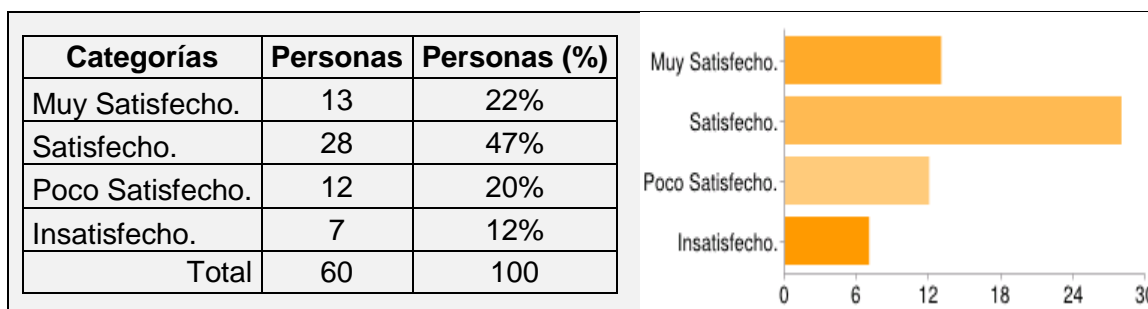 Categorías Personas Personas (%)
Muy Satisfecho. 13 22%
Satisfecho. 28 47%
Poco Satisfecho. 12 20%
Insatisfecho. 7 12%
Total 60 100
Muy Satisfecho.
Satisfecho.
Poco Satisfecho.
Insatisfecho.
0 6 12 18 24 30